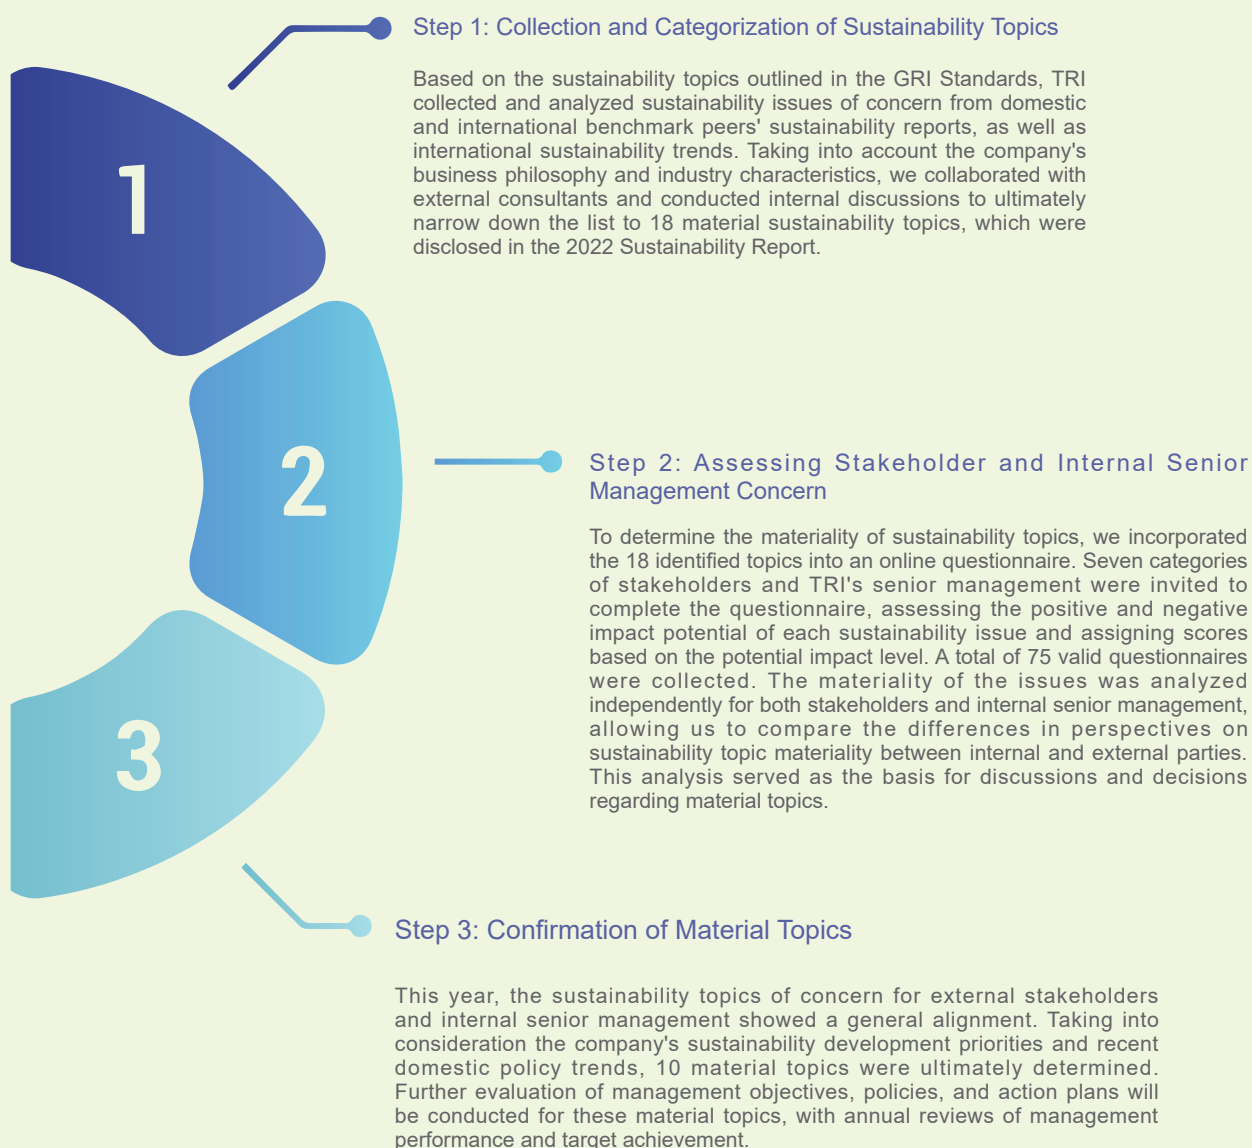 Step 1: Collection and Categorization of Sustainability Topics
Based on the sustainability topics outlined in the GRI Standards, TRI
collected and analyzed sustainability issues of concern from domestic
and international benchmark peers' sustainability reports, as well as
international sustainability trends. Taking into account the company's
business philosophy and industry characteristics, we collaborated with
external consultants and conducted internal discussions to ultimately
narrow down the list to 18 material sustainability topics, which were
disclosed in the 2022 Sustainability Report.
1
2
Step 2: Assessing Stakeholder and Internal Senior
Management Concern
To determine the materiality of sustainability topics, we incorporated
the 18 identified topics into an online questionnaire. Seven categories
of stakeholders and TRI's senior management were invited to
complete the questionnaire, assessing the positive and negative
impact potential of each sustainability issue and assigning scores
based on the potential impact level. A total of 75 valid questionnaires
were collected. The materiality of the issues was analyzed
independently for both stakeholders and internal senior management,
allowing us to compare the differences in perspectives on
sustainability topic materiality between internal and external parties.
This analysis served as the basis for discussions and decisions
regarding material topics.
3
Step 3: Confirmation of Material Topics
This year, the sustainability topics of concern for external stakeholders
and internal senior management showed a general alignment. Taking into
consideration the company's sustainability development priorities and recent
domestic policy trends, 10 material topics were ultimately determined.
Further evaluation of management objectives, policies, and action plans will
be conducted for these material topics, with annual reviews of management
performance and target achievement.